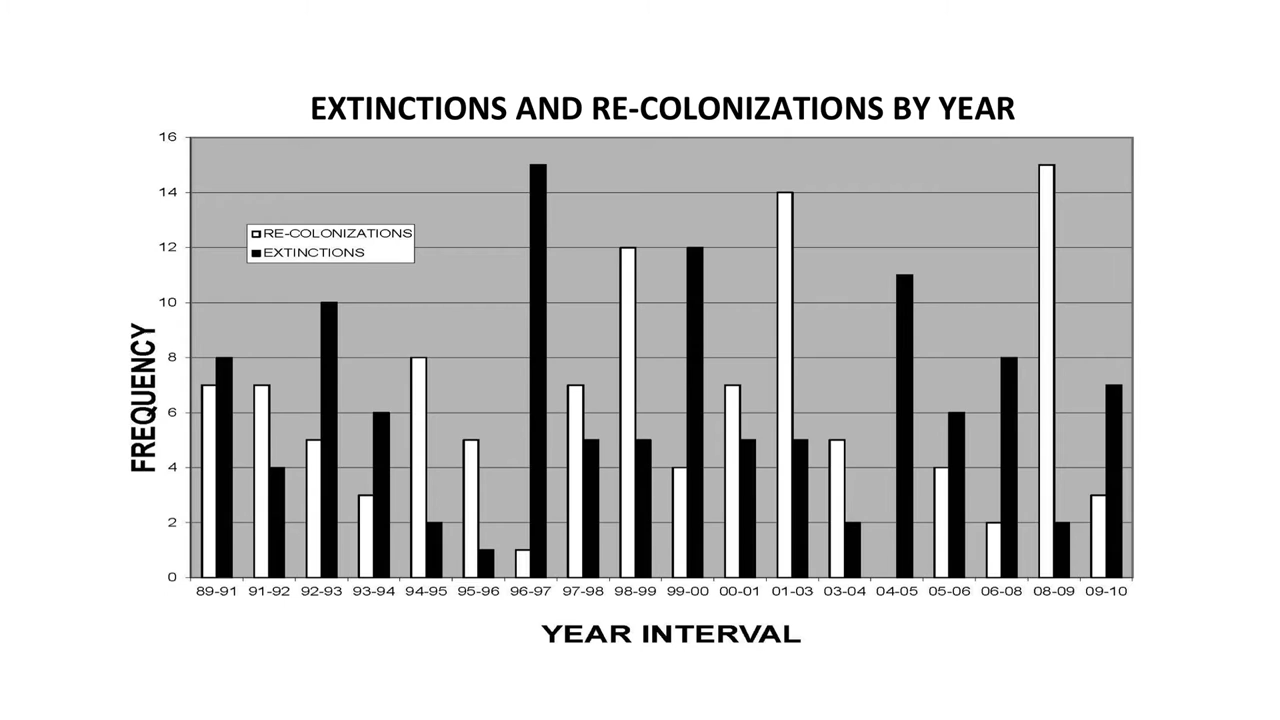 EXTINCTIONS AND RE-COLONIZATIONS BY YEAR
16
14
12
10
8
6
4
2
0
RE-COLONIZATIONS
EXTINCTIONS
FREQUENCY
89-91 91-92 92-93 93-94 94-95 95-96 96-97 97-98 98-99 99-00 00-01 01-03 03-04 04-05 05-06 06-08 08-09 09-10
YEAR INTERVAL